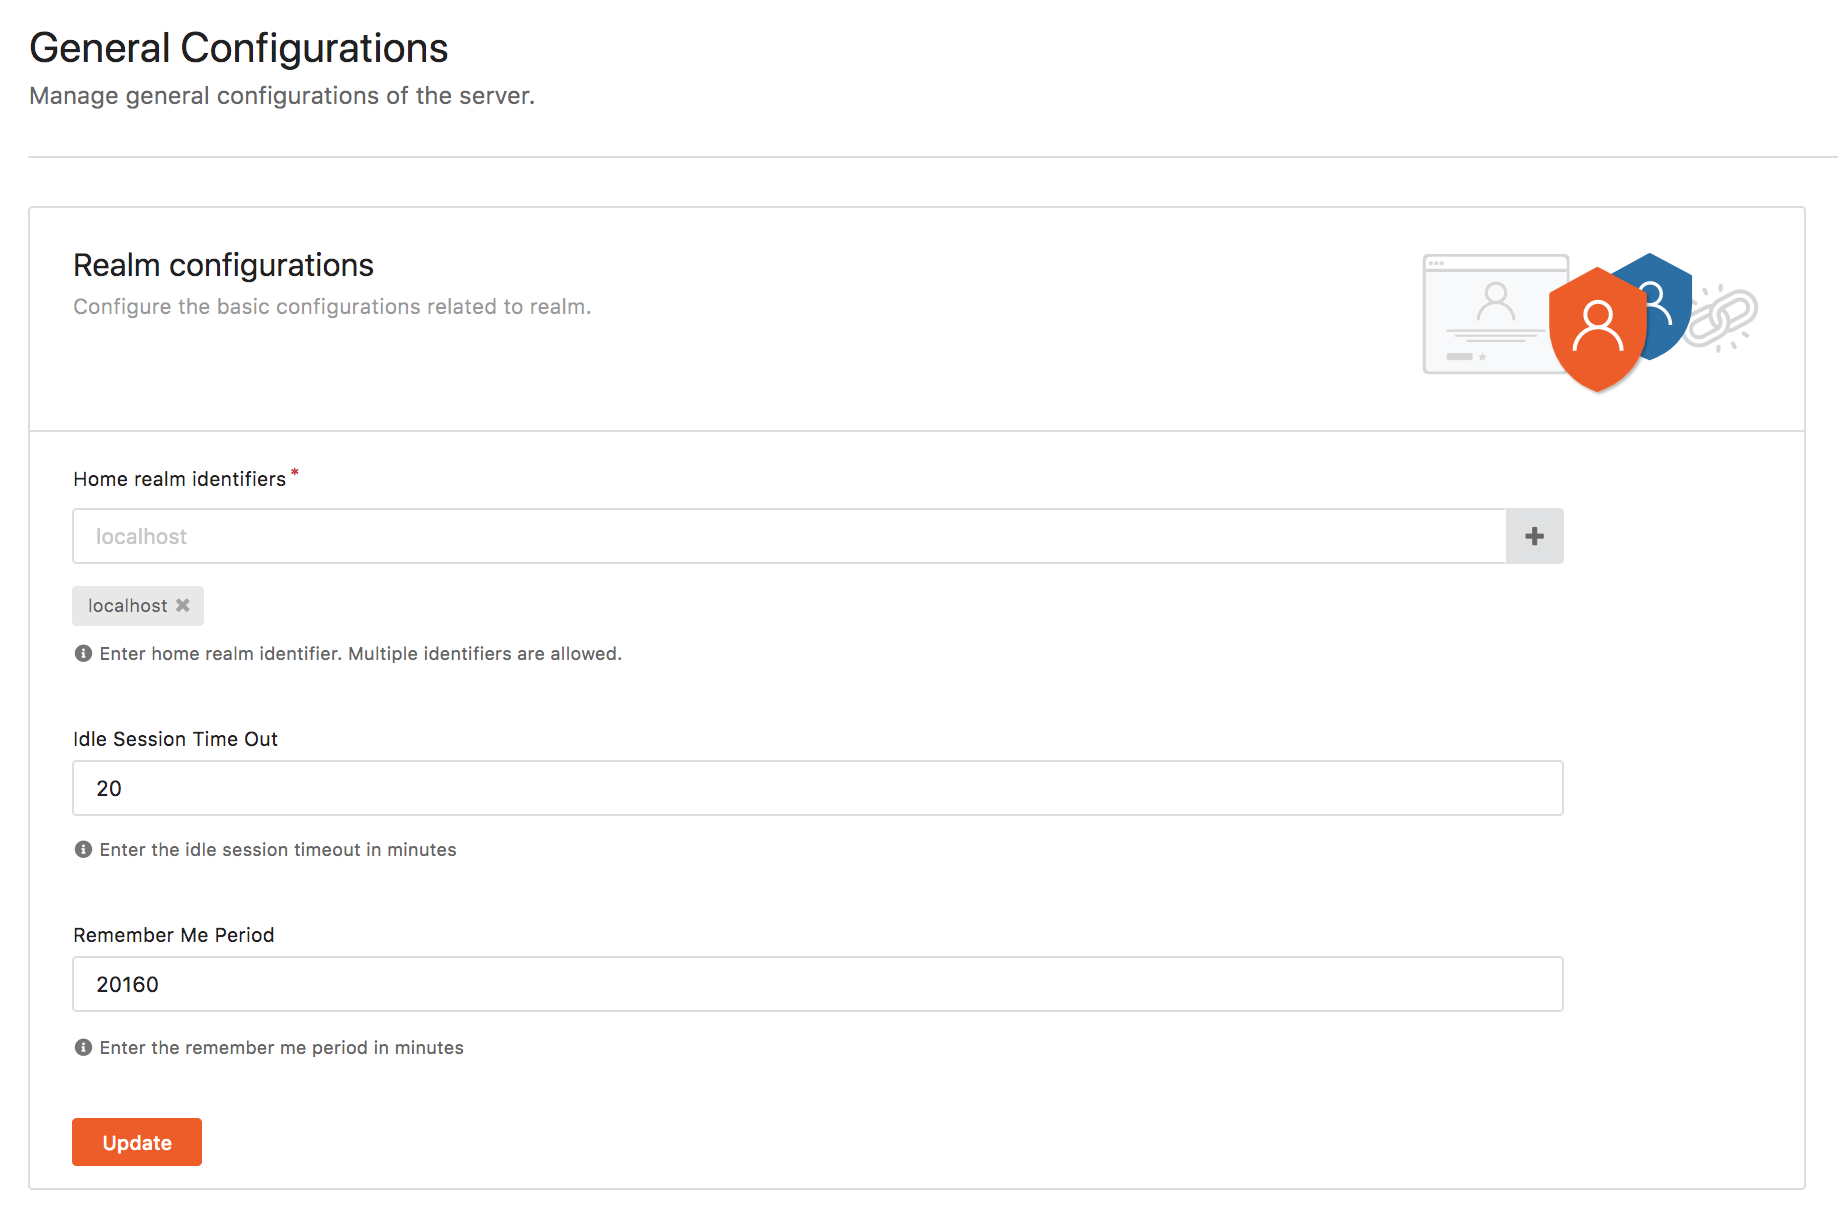 General Configurations
Manage general configurations of the server.
Realm configurations
Configure the basic configurations related to realm.
Home realm identifiers*
localhost
localhost
Enter home realm identifier. Multiple identifiers are allowed.
Idle Session Time Out
20
Enter the idle session timeout in minutes
Remember Me Period
20160
Enter the remember me period in minutes
Update